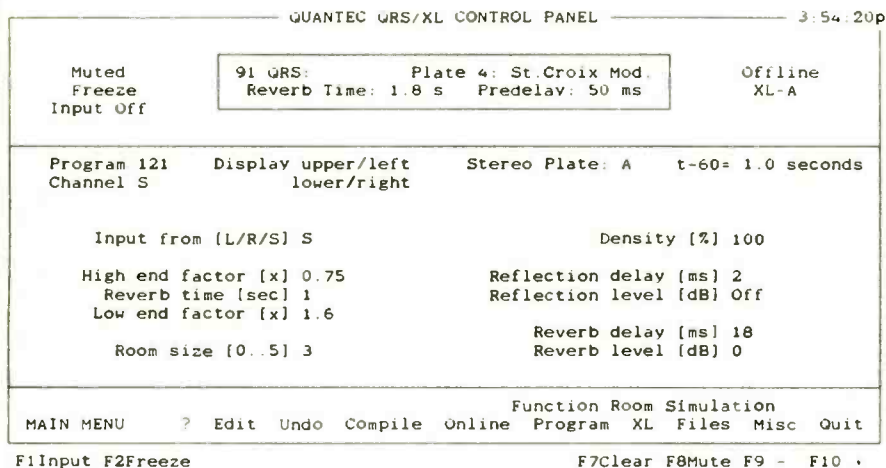 QUANTEC QRS/XL CONTROL PANEL 3:54:20p
Muted 91 QRS: Plate 4: St.Croix Mod. Offline
Freeze Reverb Time: 1.8 s Predelay: 50 ms XL-A
Input Off
Program 121 Display upper/left Stereo Plate: A t-60= 1.0 seconds
Channel S lower/right
Input from [L/R/S] S Density [%] 100
High end factor [x] 0.75 Reflection delay [ms] 2
Reverb time [sec] 1 Reflection level [dB] Off
Low end factor [x] 1.6
Reverb delay [ms] 18
Room size [0..5] 3 Reverb level [dB] 0
Function Room Simulation
MAIN MENU ? Edit Undo Compile Online Program XL Files Misc Quit
F1Input F2Freeze F7Clear F8Mute F9 - F10